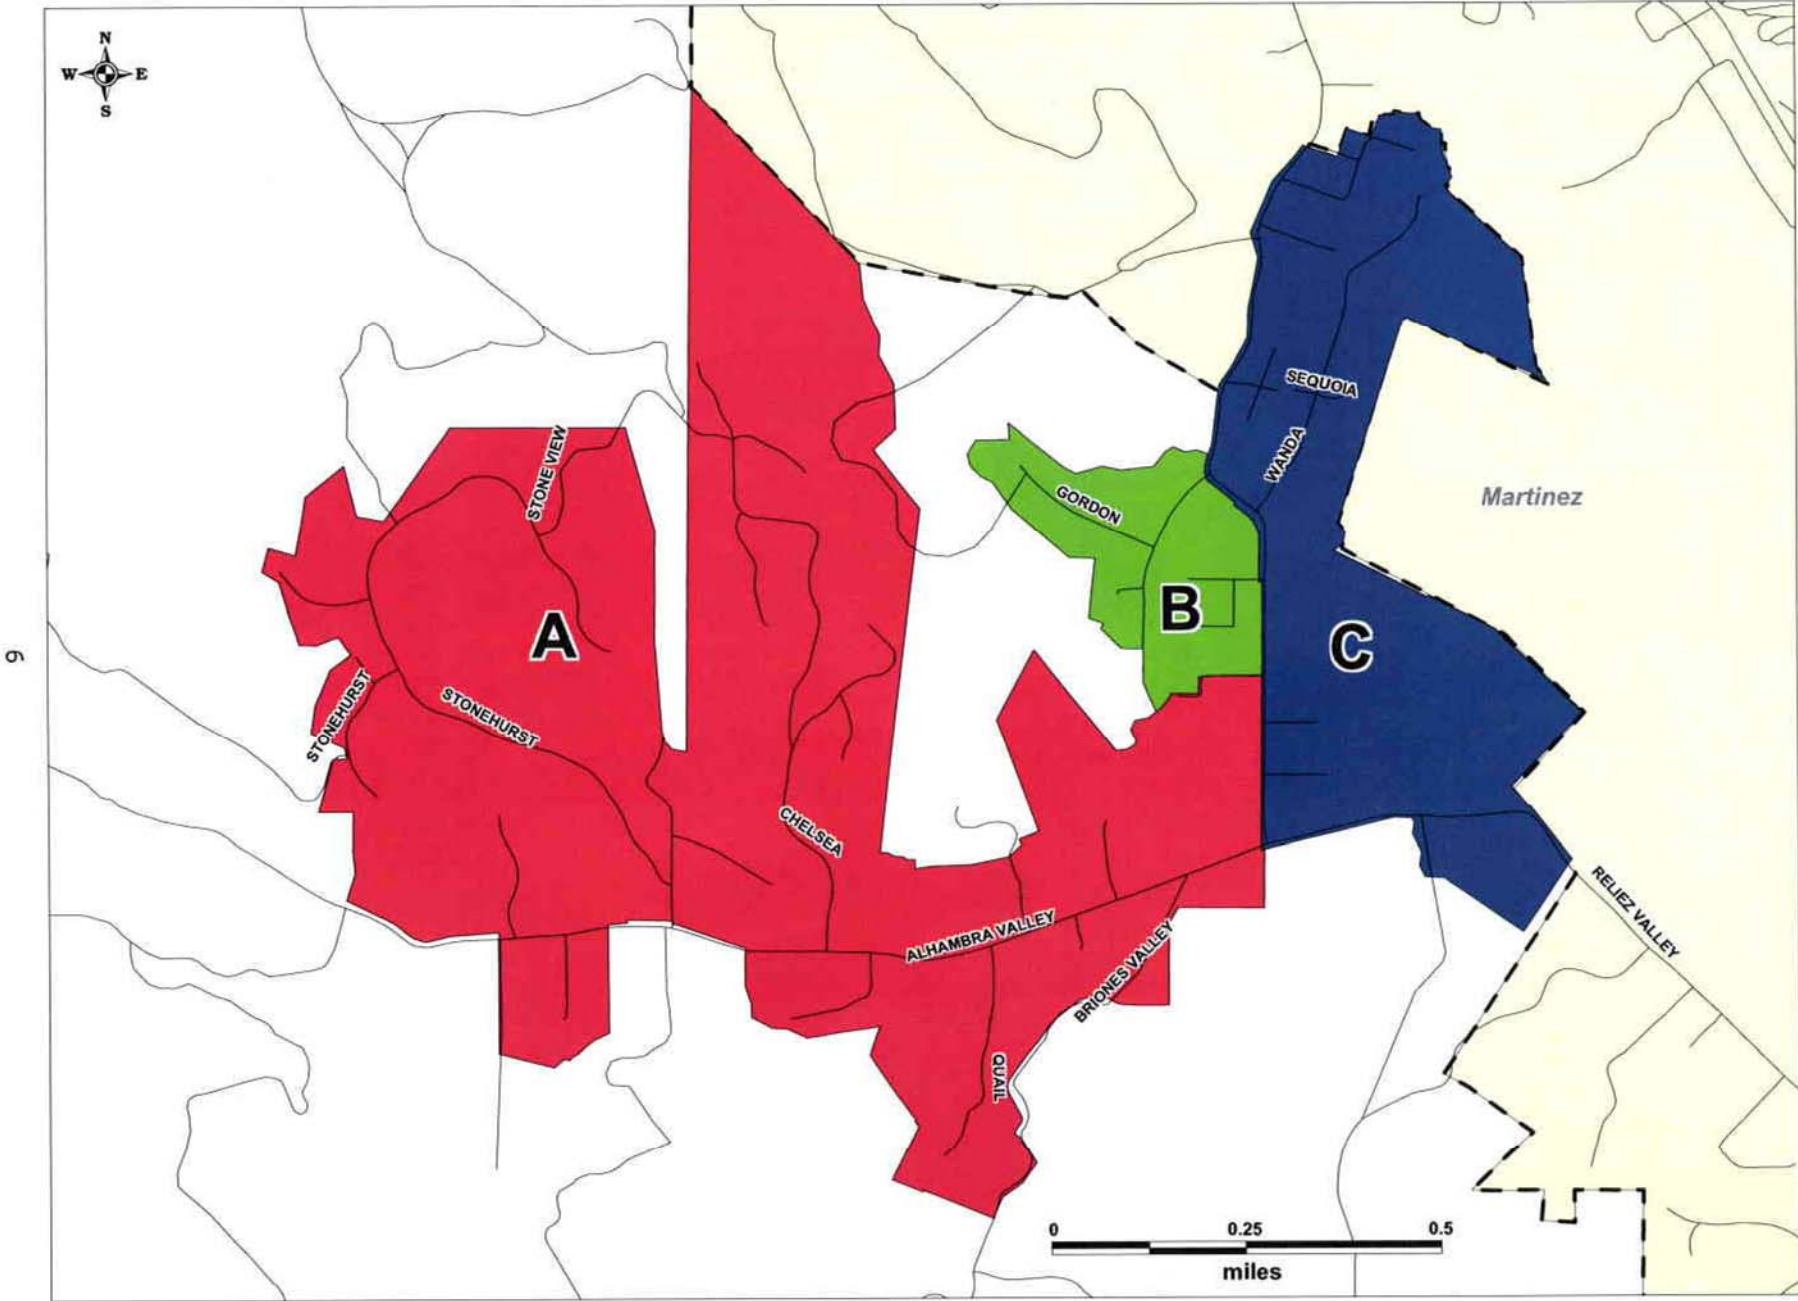 N
W E
S
SEQUOIA
WANDA
STONE VIEW
GORDON
Martinez
B
A
C
6
STONEHURST
STONEHURST
CHELSEA
RELIEZ VALLEY
ALHAMBRA VALLEY
BRIONES VALLEY
QUAIL
0 0.25 0.5
miles